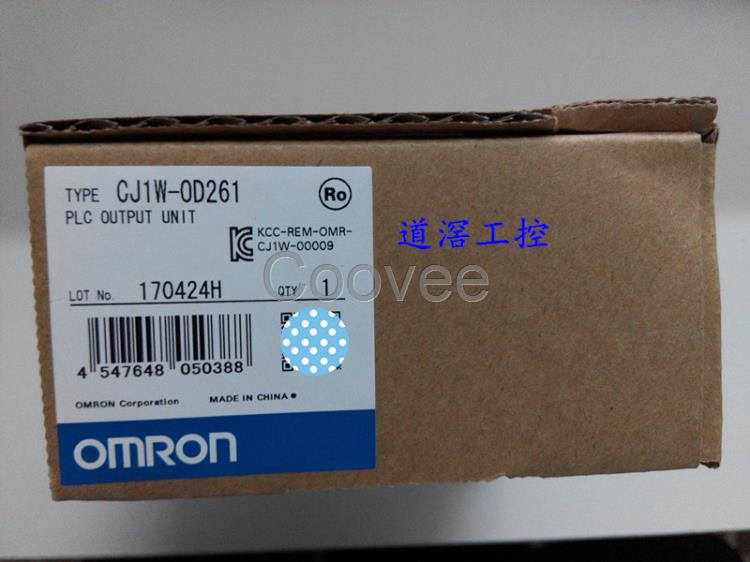 TYPE CJ1W-OD261
Ro
PLC OUTPUT UNIT
KCC-REM-OMR-
CJ1W-00009
道滘工控
Coovee
LOT No. 170424H QTY 1
4 547648 050388
OMRON Corporation MADE IN CHINA
OMRON